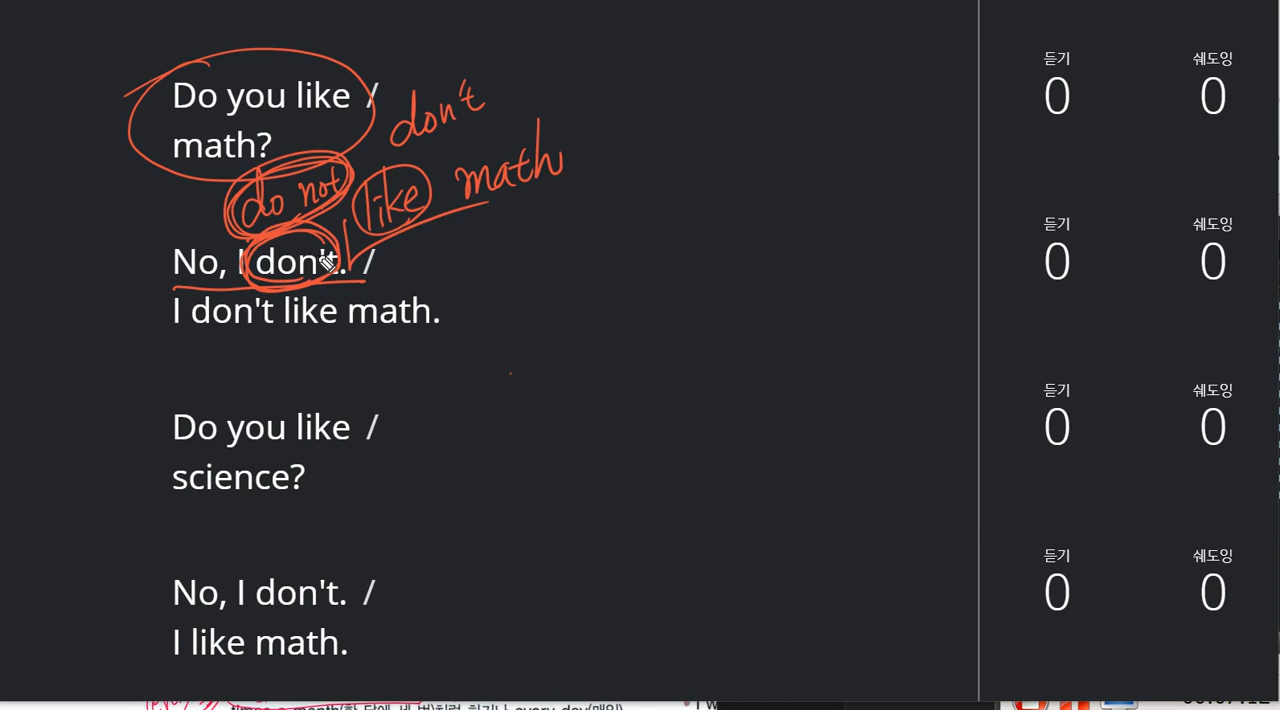 듣기 쉐도잉
Do you like / don't
0 0
math?
do not like math
듣기 쉐도잉
No, I don't. /
0 0
I don't like math.
듣기 쉐도잉
Do you like /
0 0
science?
듣기 쉐도잉
No, I don't. /
0 0
I like math.